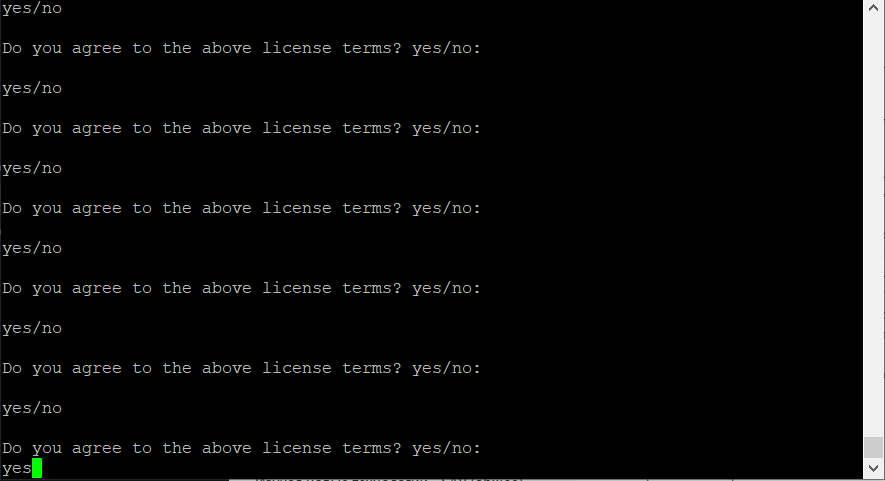 yes/no
Do you agree to the above license terms? yes/no:
yes/no
Do you agree to the above license terms? yes/no:
yes/no
Do you agree to the above license terms? yes/no:
yes/no
Do you agree to the above license terms? yes/no:
yes/no
Do you agree to the above license terms? yes/no:
yes/no
Do you agree to the above license terms? yes/no:
yes